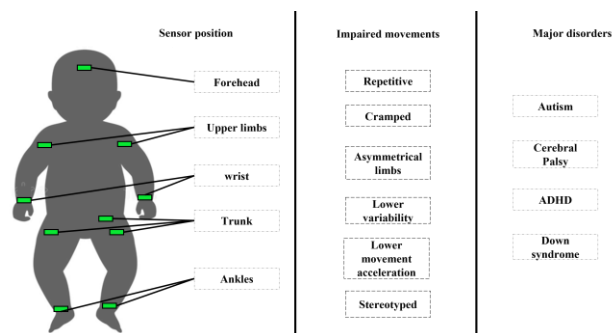 Sensor position
Forehead
Upper limbs
wrist
Trunk
Ankles
Impaired movements
Repetitive
Cramped
Asymmetrical
limbs
Lower
variability
Lower
movement
acceleration
Stereotyped
Major disorders
Autism
Cerebral
Palsy
ADHD
Down
syndrome